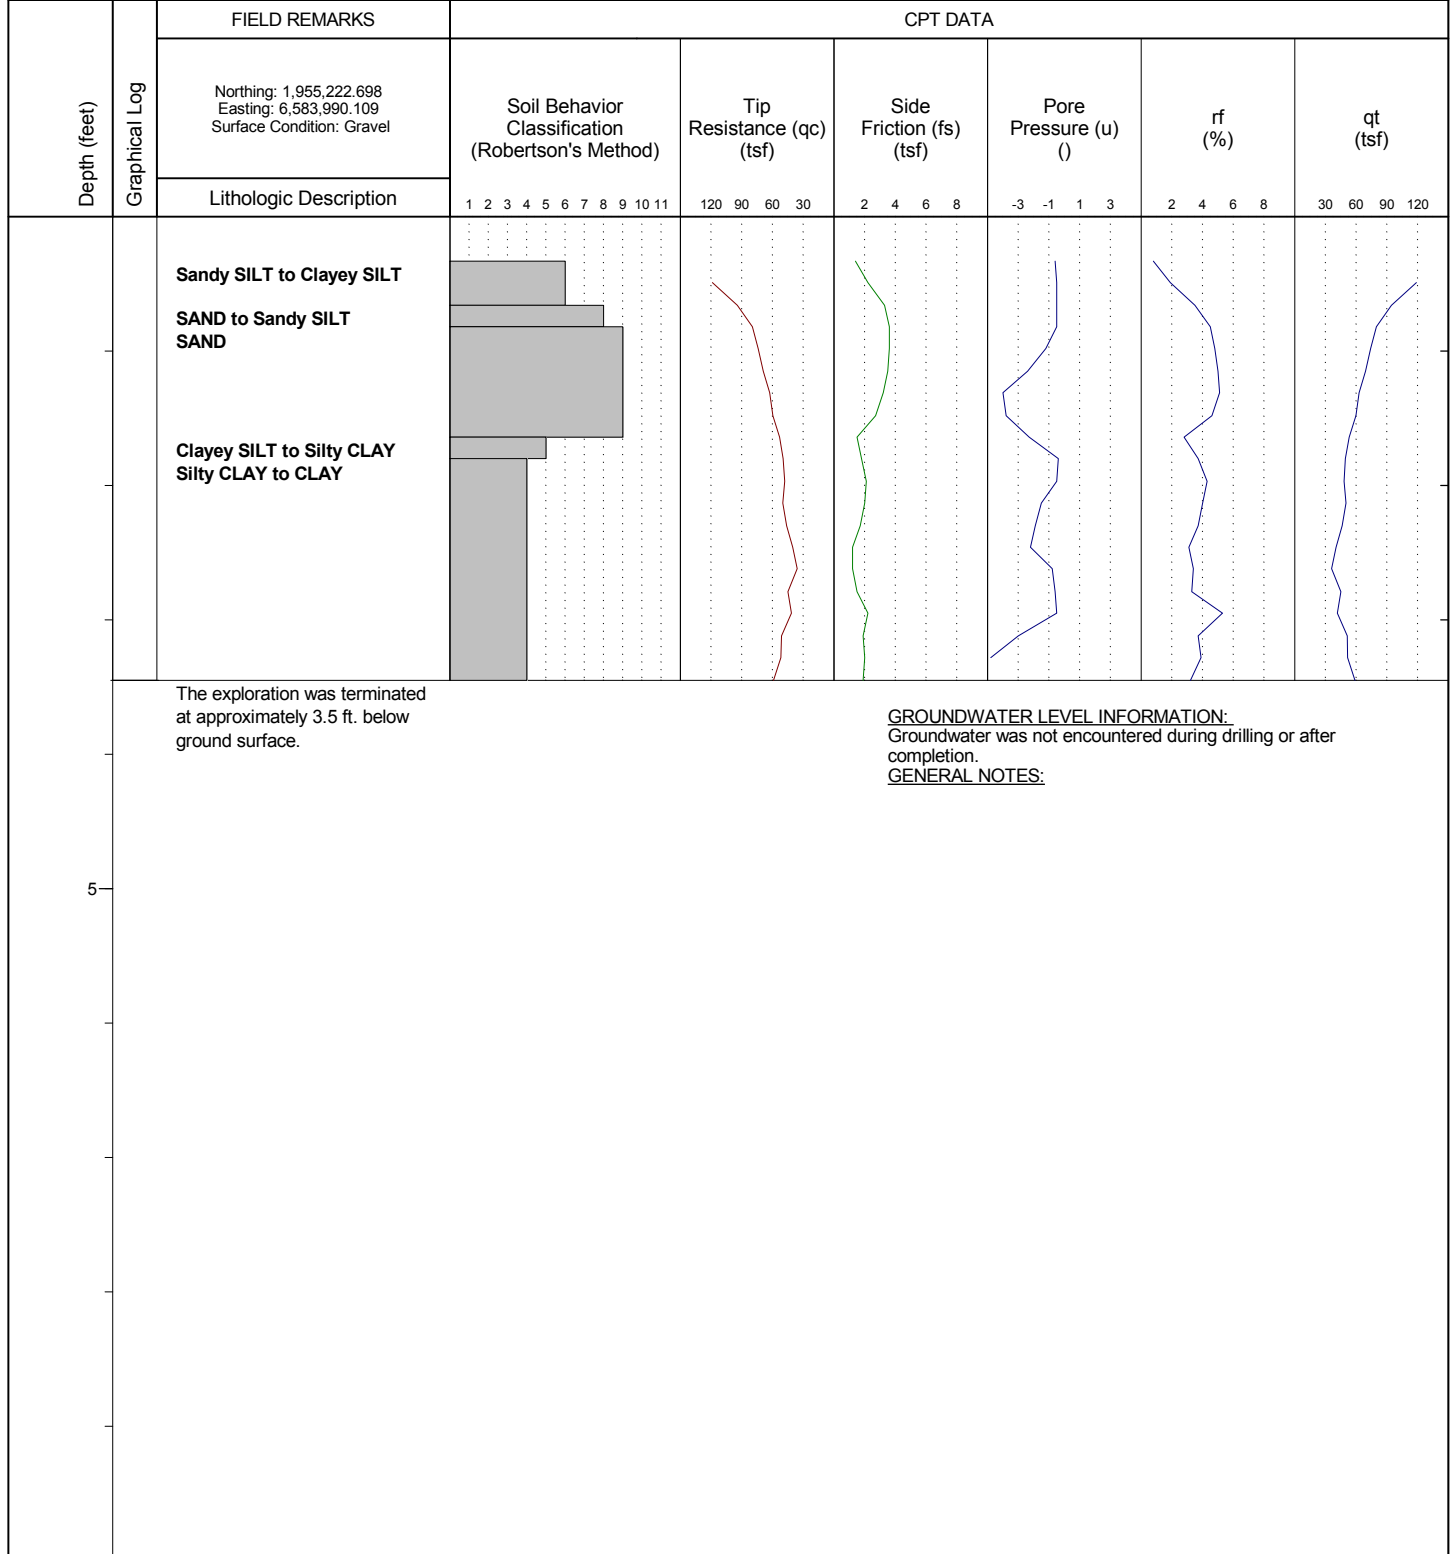 FIELD REMARKS
CPT DATA
Depth (feet)
Graphical Log
Northing: 1,955,222.698
Easting: 6,583,990.109
Surface Condition: Gravel
Lithologic Description
Soil Behavior
Classification
(Robertson's Method)
1 2 3 4 5 6 7 8 9 10 11
Tip
Resistance (qc)
(tsf)
120 90 60 30
Side
Friction (fs)
(tsf)
2 4 6 8
Pore
Pressure (u)
()
-3 -1 1 3
rf
(%)
2 4 6 8
qt
(tsf)
30 60 90 120
Sandy SILT to Clayey SILT
SAND to Sandy SILT
SAND
Clayey SILT to Silty CLAY
Silty CLAY to CLAY
The exploration was terminated
at approximately 3.5 ft. below
ground surface.
GROUNDWATER LEVEL INFORMATION:
Groundwater was not encountered during drilling or after
completion.
GENERAL NOTES:
5